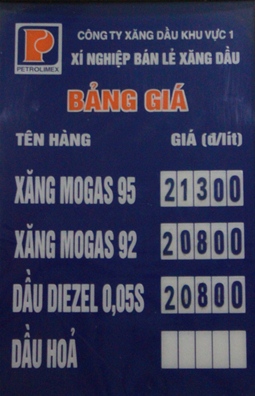 P
PETROLIMEX
CÔNG TY XĂNG DẦU KHU VỰC 1
XÍ NGHIỆP BÁN LẺ XĂNG DẦU
BẢNG GIÁ
TÊN HÀNG GIÁ (đ/lít)
XĂNG MOGAS 95 21300
XĂNG MOGAS 92 20800
DẦU DIEZEL 0,05S 20800
DẦU HOẢ